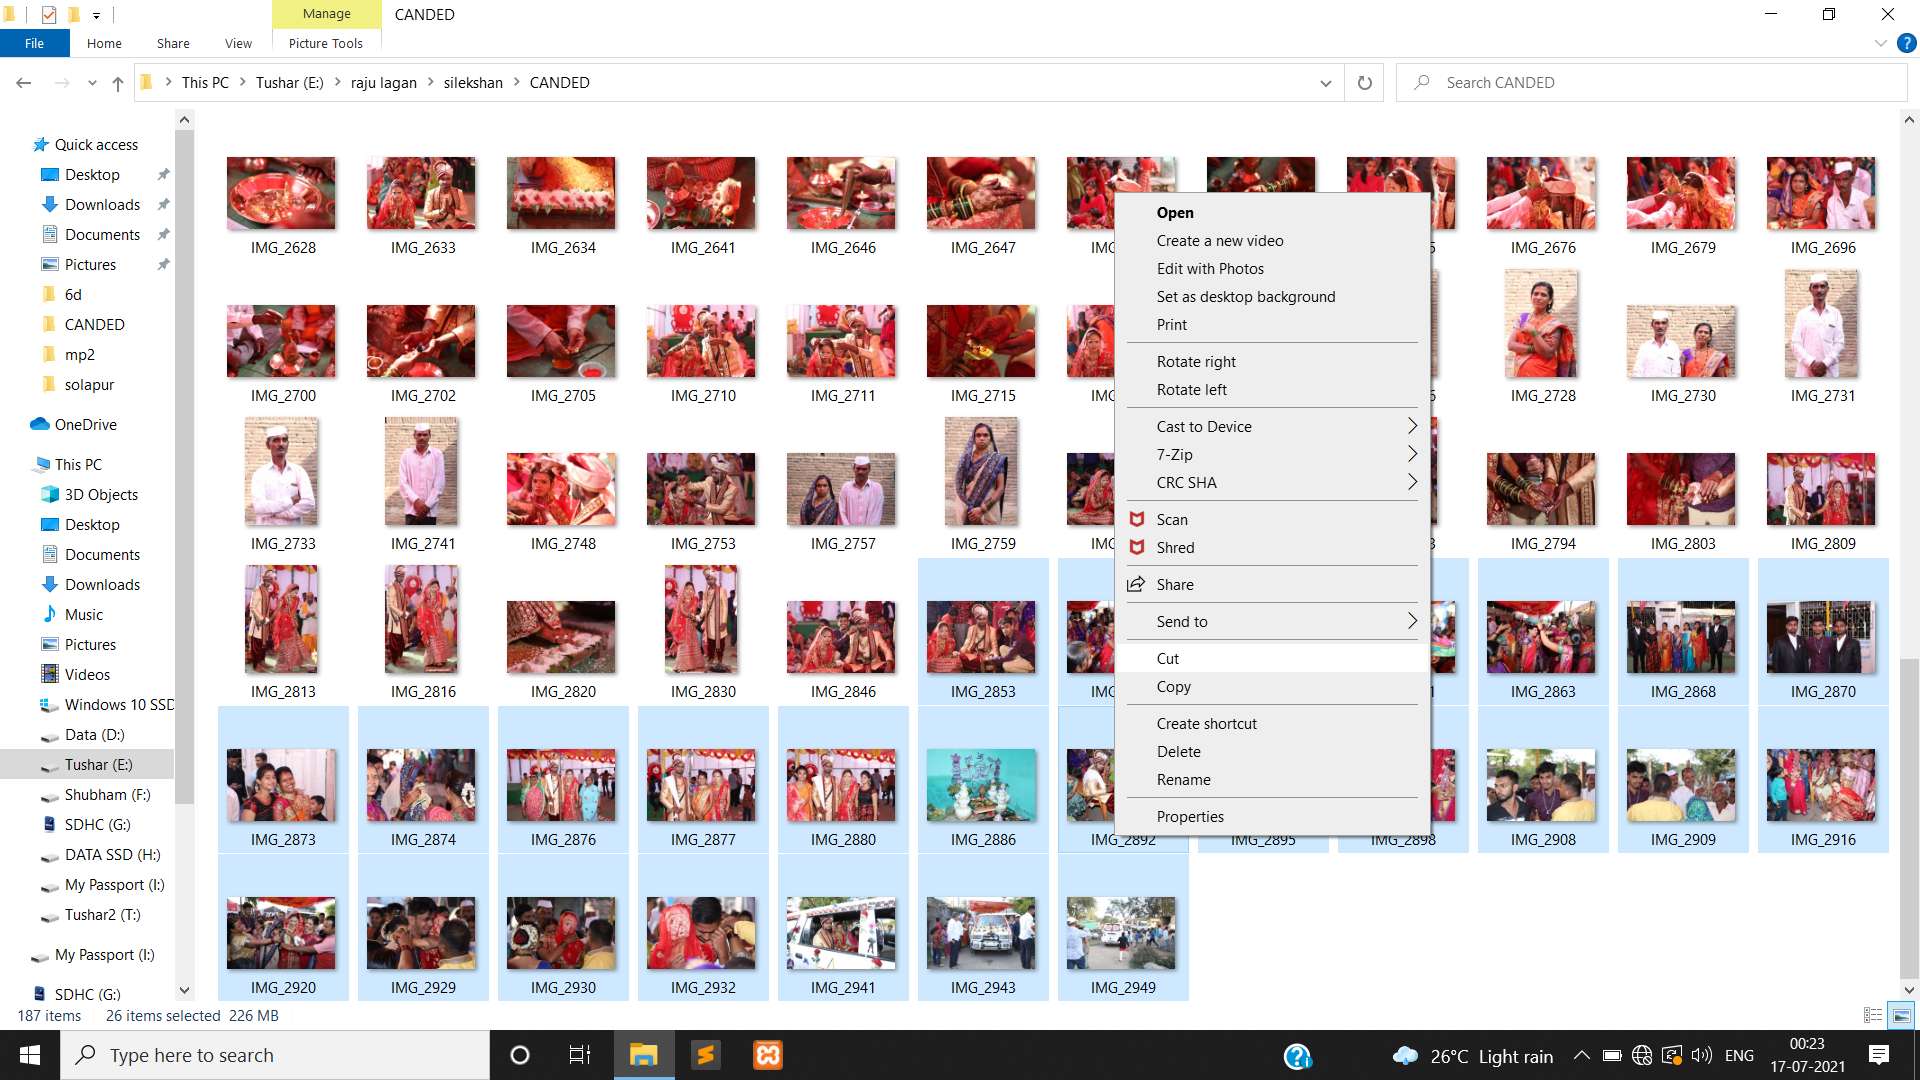 Manage
CANDED
File
Home
Share
View
Picture Tools
This PC
Tushar (E:)
raju lagan
silekshan
CANDED
Search CANDED
Quick access
Desktop
Downloads
Documents
Pictures
6d
CANDED
mp2
solapur
OneDrive
This PC
3D Objects
Desktop
Documents
Downloads
Music
Pictures
Videos
Windows 10 SSD
Data (D:)
Tushar (E:)
Shubham (F:)
SDHC (G:)
DATA SSD (H:)
My Passport (I:)
Tushar2 (T:)
My Passport (I:)
SDHC (G:)
IMG_2628
IMG_2633
IMG_2634
IMG_2641
IMG_2646
IMG_2647
IMG_2676
IMG_2679
IMG_2696
IMG_2700
IMG_2702
IMG_2705
IMG_2710
IMG_2711
IMG_2715
IMG_2728
IMG_2730
IMG_2731
IMG_2733
IMG_2741
IMG_2748
IMG_2753
IMG_2757
IMG_2759
IMG_2794
IMG_2803
IMG_2809
IMG_2813
IMG_2816
IMG_2820
IMG_2830
IMG_2846
IMG_2853
IMG_2863
IMG_2868
IMG_2870
IMG_2873
IMG_2874
IMG_2876
IMG_2877
IMG_2880
IMG_2886
IMG_2892
IMG_2895
IMG_2898
IMG_2908
IMG_2909
IMG_2916
IMG_2920
IMG_2929
IMG_2930
IMG_2932
IMG_2941
IMG_2943
IMG_2949
Open
Create a new video
Edit with Photos
Set as desktop background
Print
Rotate right
Rotate left
Cast to Device
7-Zip
CRC SHA
Scan
Shred
Share
Send to
Cut
Copy
Create shortcut
Delete
Rename
Properties
187 items
26 items selected 226 MB
Type here to search
26°C Light rain
ENG
00:23
17-07-2021